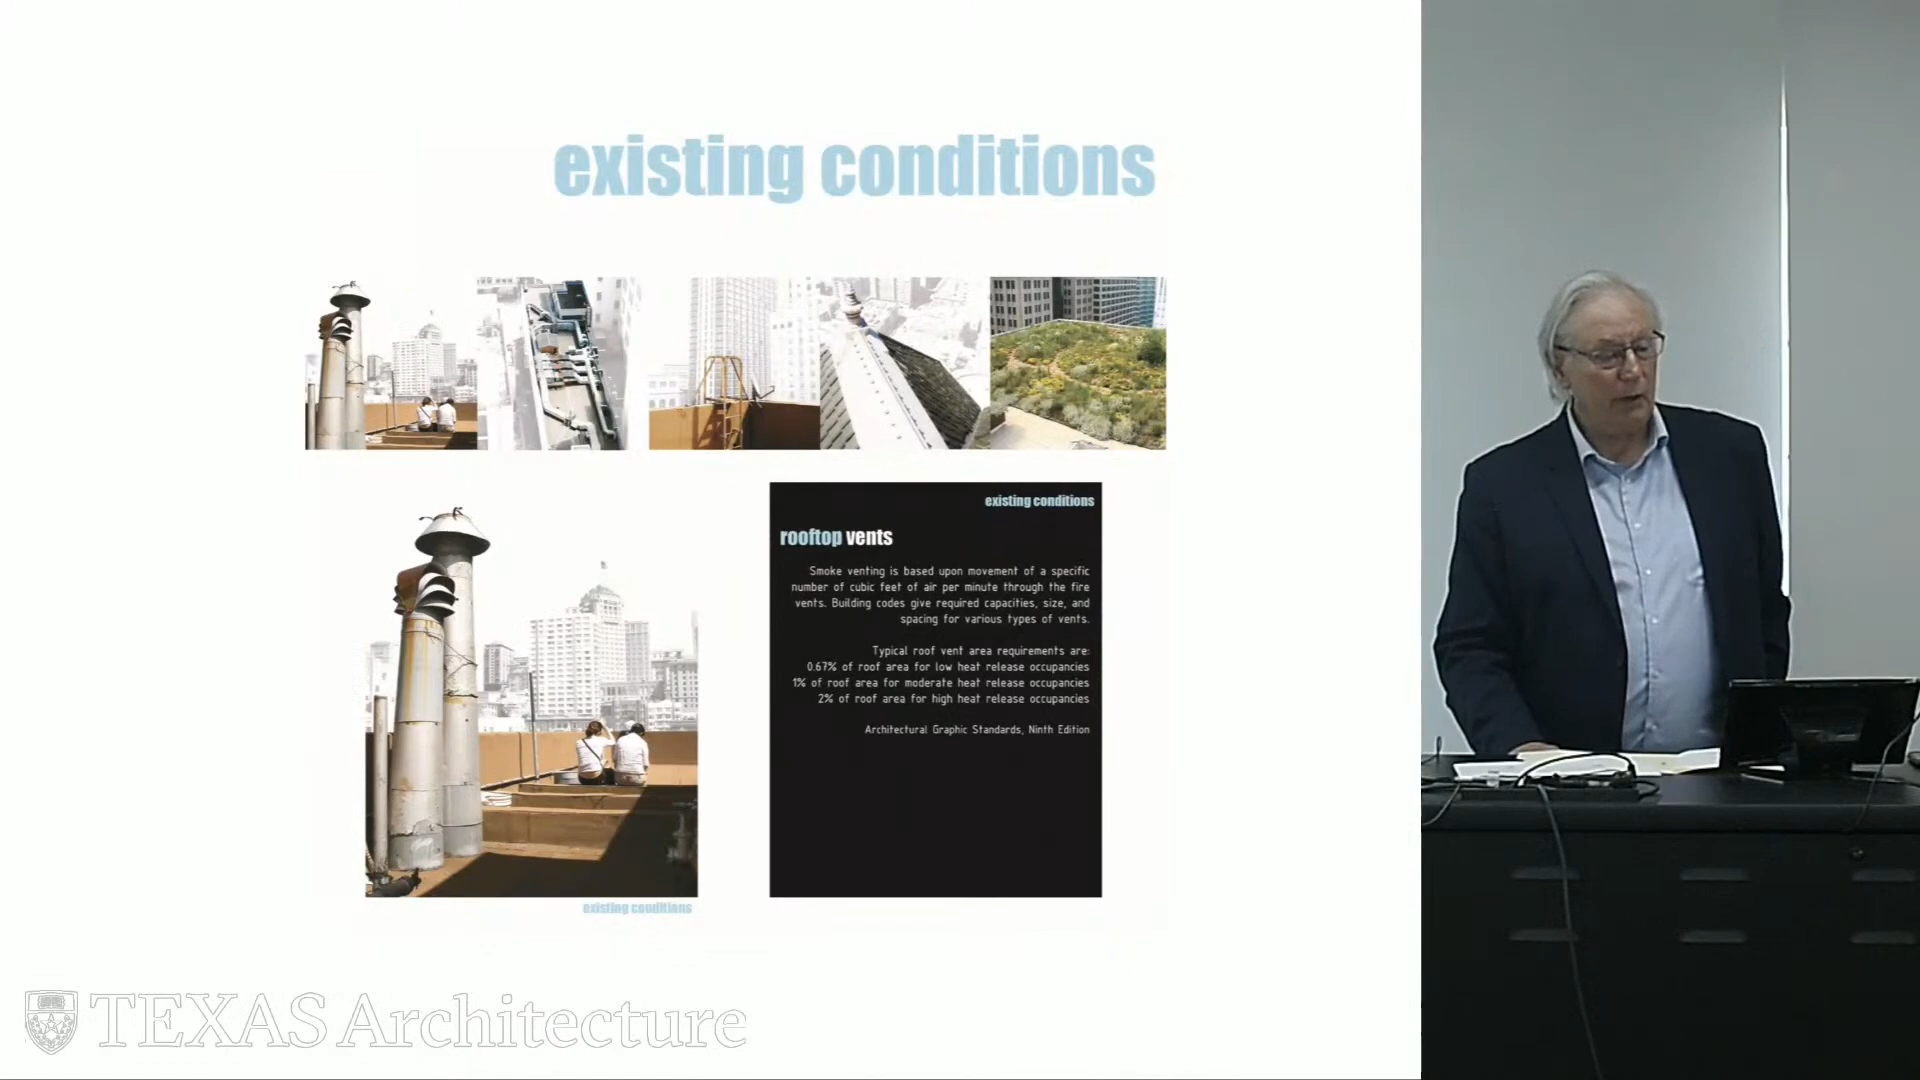 existing conditions
existing conditions
rooftop vents
Smoke venting is based upon movement of a specific
number of cubic feet of air per minute through the fire
vents. Building codes give required capacities, size, and
spacing for various types of vents.
Typical roof vent area requirements are:
0.67% of roof area for low heat release occupancies
1% of roof area for moderate heat release occupancies
2% of roof area for high heat release occupancies
Architectural Graphic Standards, Ninth Edition
existing conditions
TEXAS Architecture